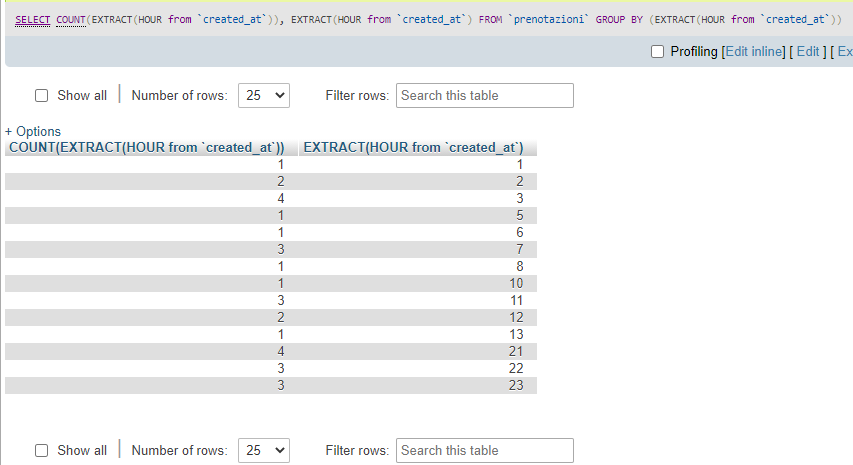 SELECT COUNT(EXTRACT(HOUR from `created_at`)), EXTRACT(HOUR from `created_at`) FROM `prenotazioni` GROUP BY (EXTRACT(HOUR from `created_at`))
Profiling [Edit inline] [ Edit ] [ Ex
Show all Number of rows: 25 Filter rows: Search this table
+ Options
COUNT(EXTRACT(HOUR from `created_at`)) EXTRACT(HOUR from `created_at`)
1 1
2 2
4 3
1 5
1 6
3 7
1 8
1 10
3 11
2 12
1 13
4 21
3 22
3 23
Show all Number of rows: 25 Filter rows: Search this table